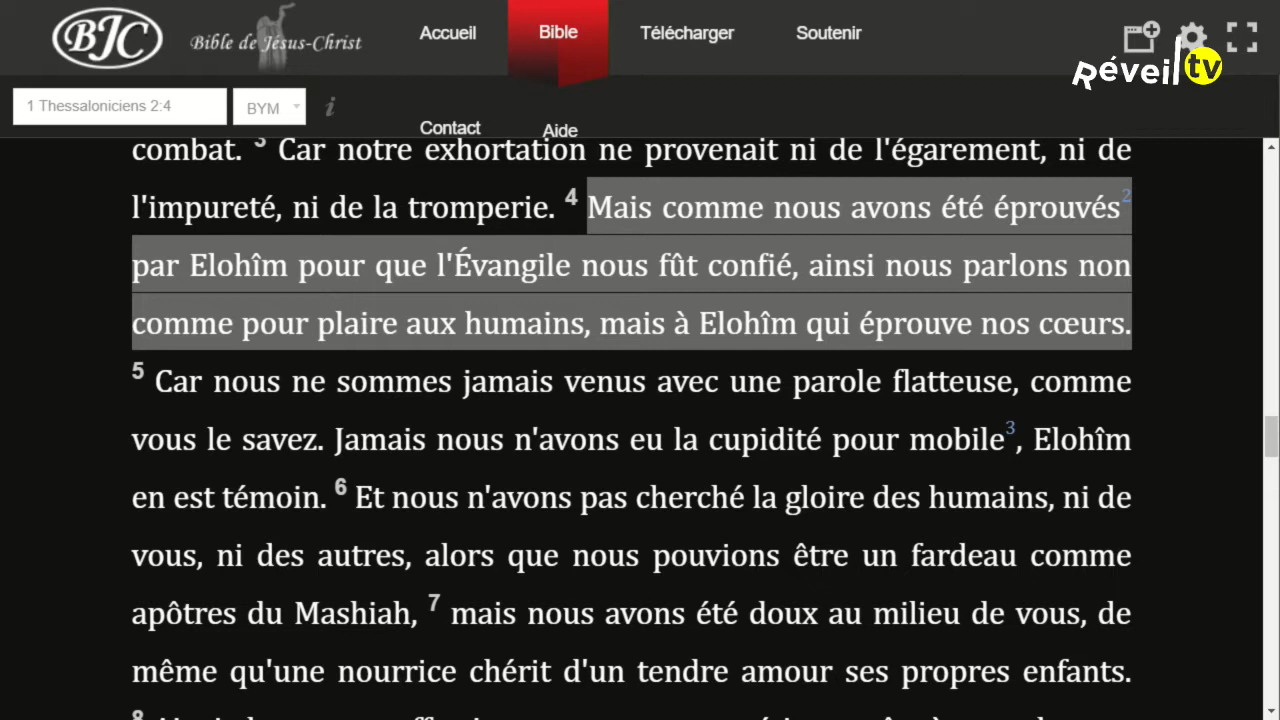 BJC
Bible de Jésus-Christ
Accueil
Bible
Télécharger
Soutenir
Réveil tv
1 Thessaloniciens 2:4
BYM
i
Contact
Aide
combat. 3 Car notre exhortation ne provenait ni de l'égarement, ni de
l'impureté, ni de la tromperie. 4 Mais comme nous avons été éprouvés2
par Elohîm pour que l'Évangile nous fût confié, ainsi nous parlons non
comme pour plaire aux humains, mais à Elohîm qui éprouve nos cœurs.
5 Car nous ne sommes jamais venus avec une parole flatteuse, comme
vous le savez. Jamais nous n'avons eu la cupidité pour mobile3, Elohîm
en est témoin. 6 Et nous n'avons pas cherché la gloire des humains, ni de
vous, ni des autres, alors que nous pouvions être un fardeau comme
apôtres du Mashiah, 7 mais nous avons été doux au milieu de vous, de
même qu'une nourrice chérit d'un tendre amour ses propres enfants.
8